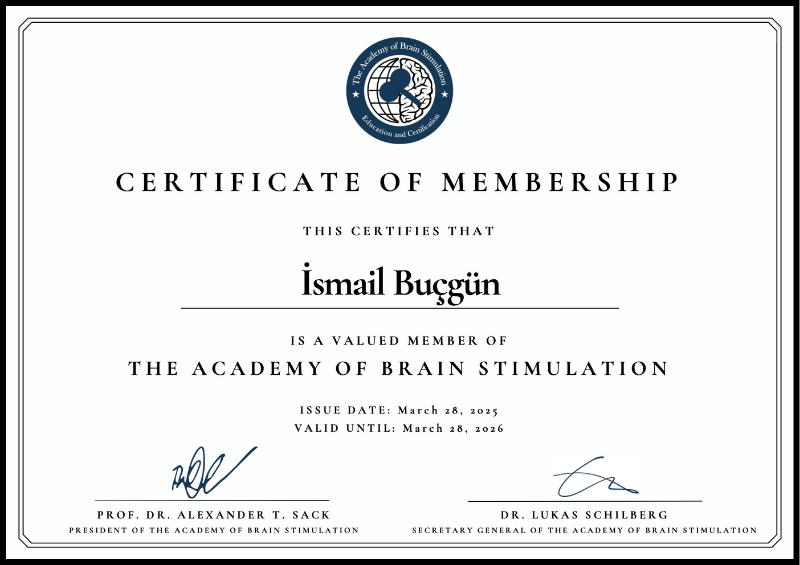 The Academy of Brain Stimulation
Education and Certification
CERTIFICATE OF MEMBERSHIP
THIS CERTIFIES THAT
İsmail Buçgün
IS A VALUED MEMBER OF
THE ACADEMY OF BRAIN STIMULATION
ISSUE DATE: March 28, 2025
VALID UNTIL: March 28, 2026
PROF. DR. ALEXANDER T. SACK
PRESIDENT OF THE ACADEMY OF BRAIN STIMULATION
DR. LUKAS SCHILBERG
SECRETARY GENERAL OF THE ACADEMY OF BRAIN STIMULATION